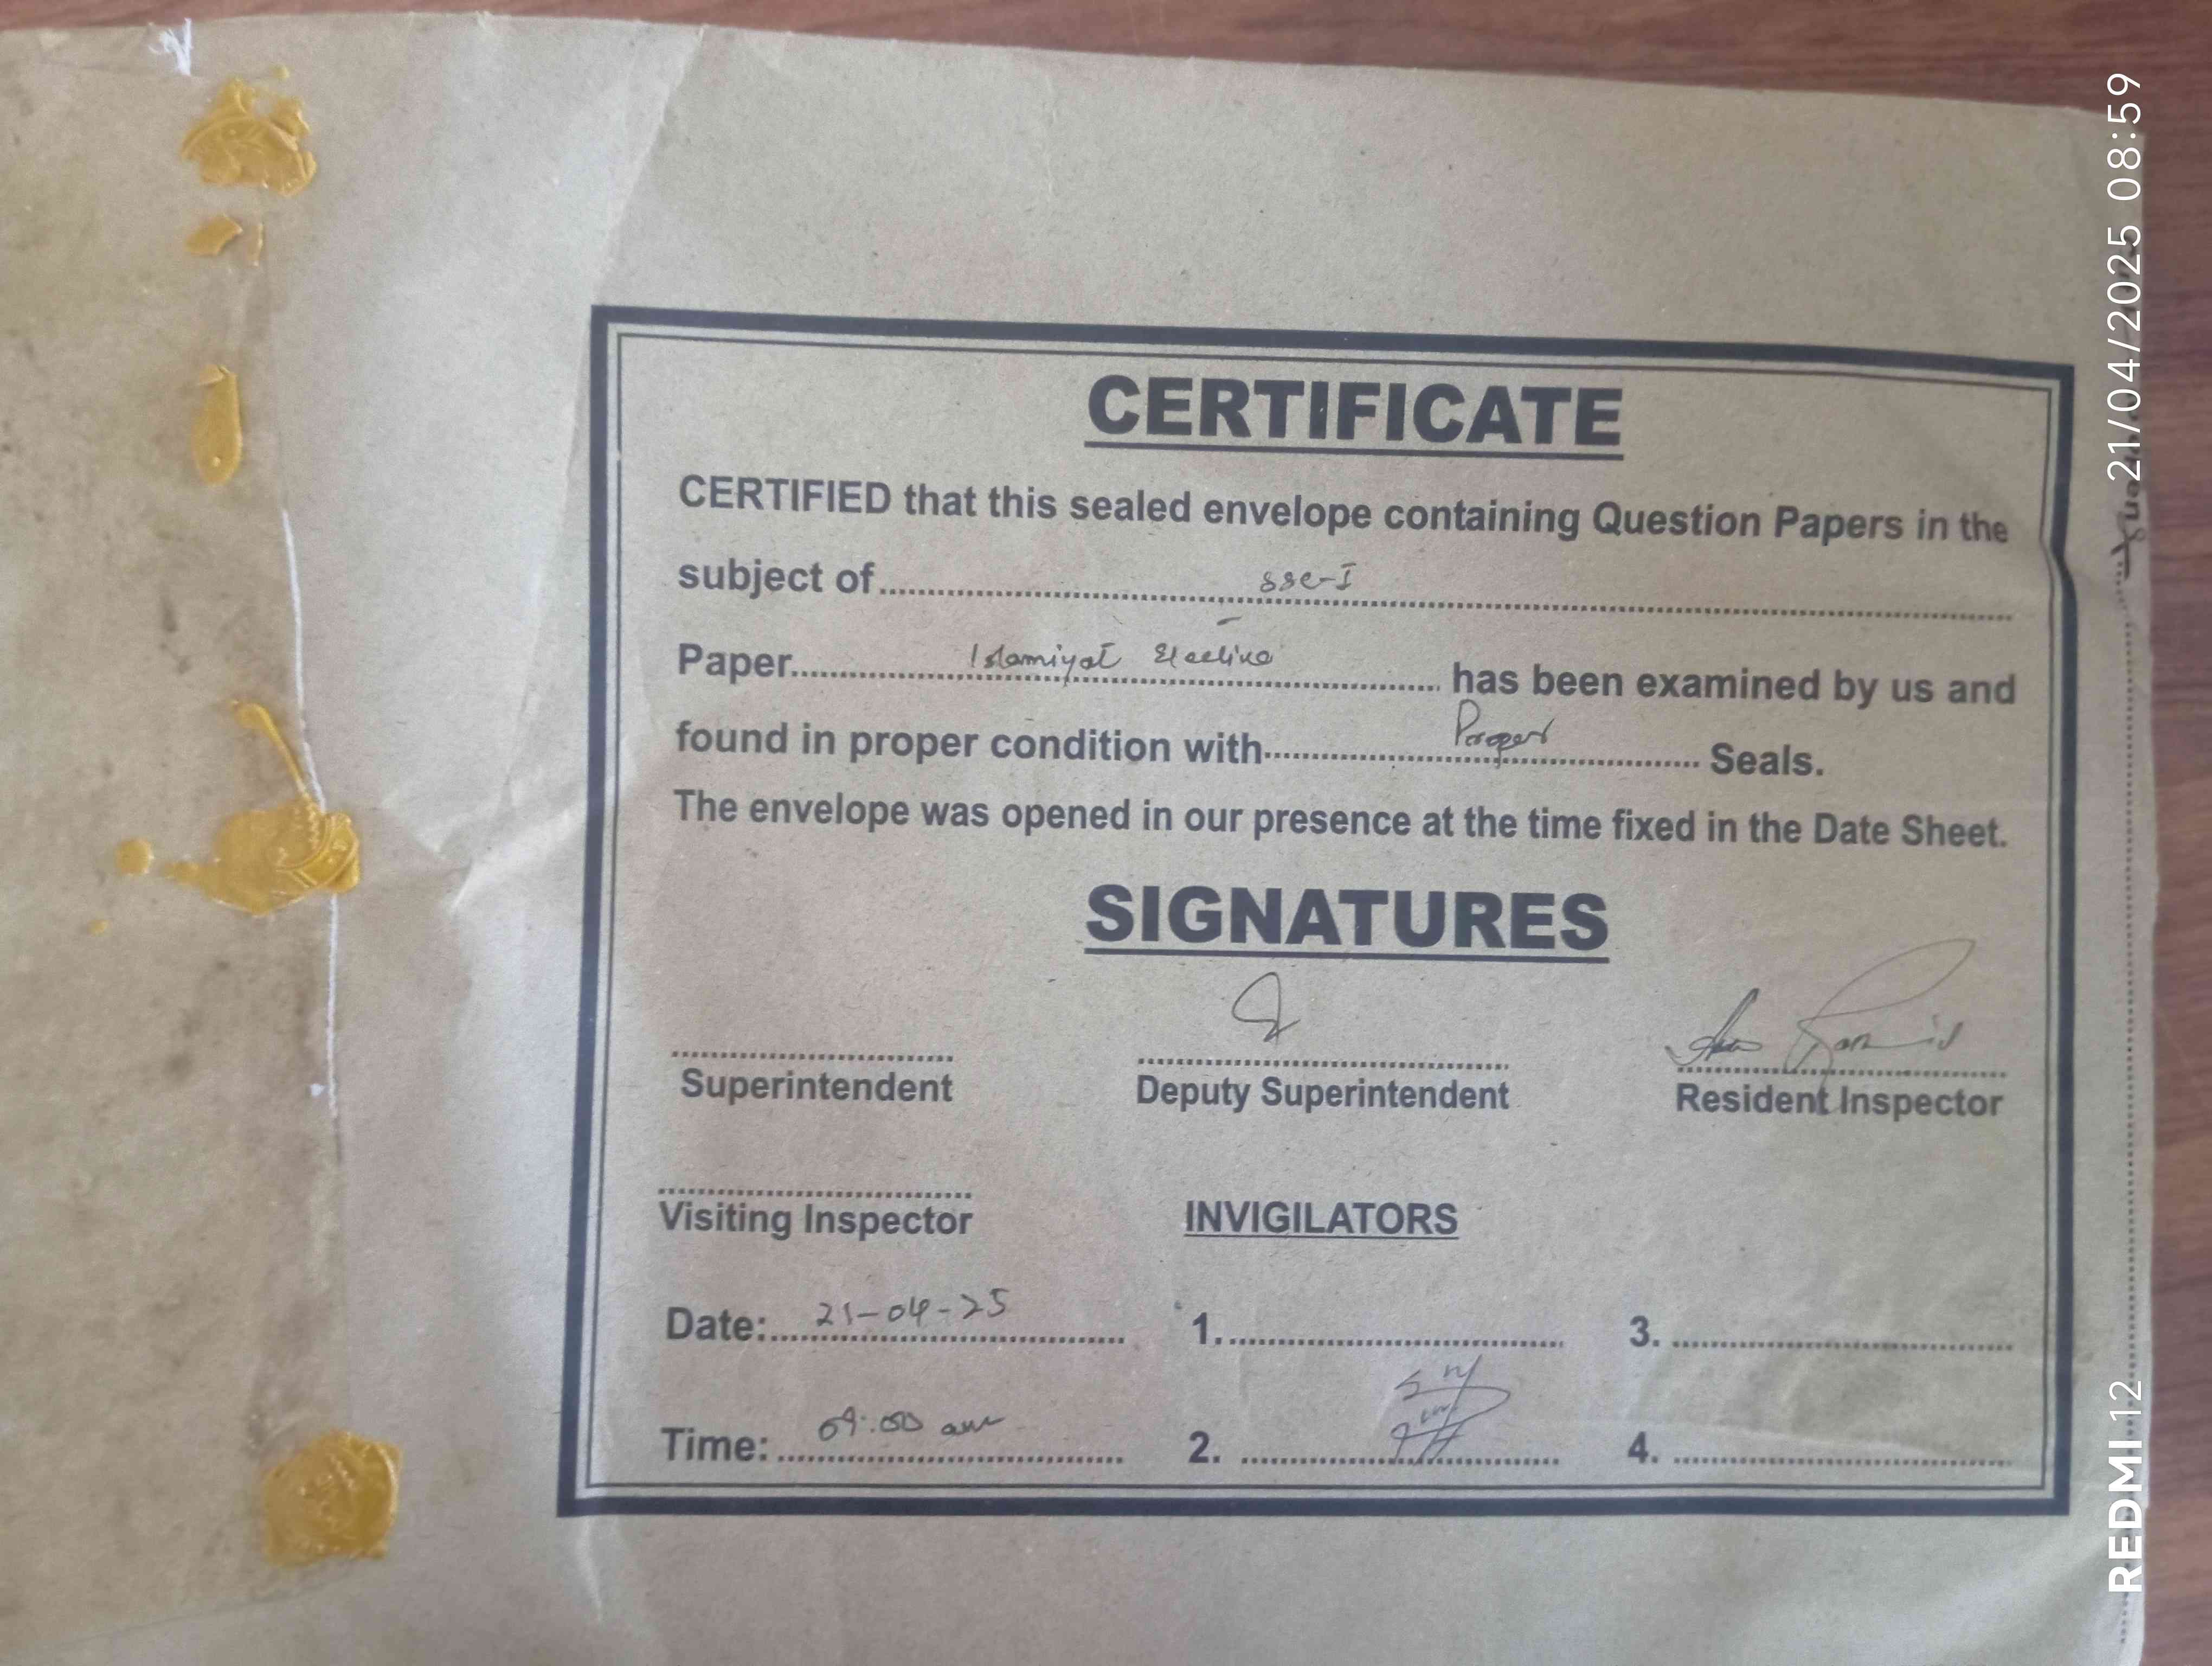 CERTIFICATE
CERTIFIED that this sealed envelope containing Question Papers in the
subject of SSC-I
Paper Islamiyat Elective has been examined by us and
found in proper condition with Proper Seals.
The envelope was opened in our presence at the time fixed in the Date Sheet.
SIGNATURES
Superintendent
Deputy Superintendent
Resident Inspector
Visiting Inspector
INVIGILATORS
Date: 21-04-25
1.
3.
Time: 09:00 am
2.
4.
REDMI 12
21/04/2025 08:59